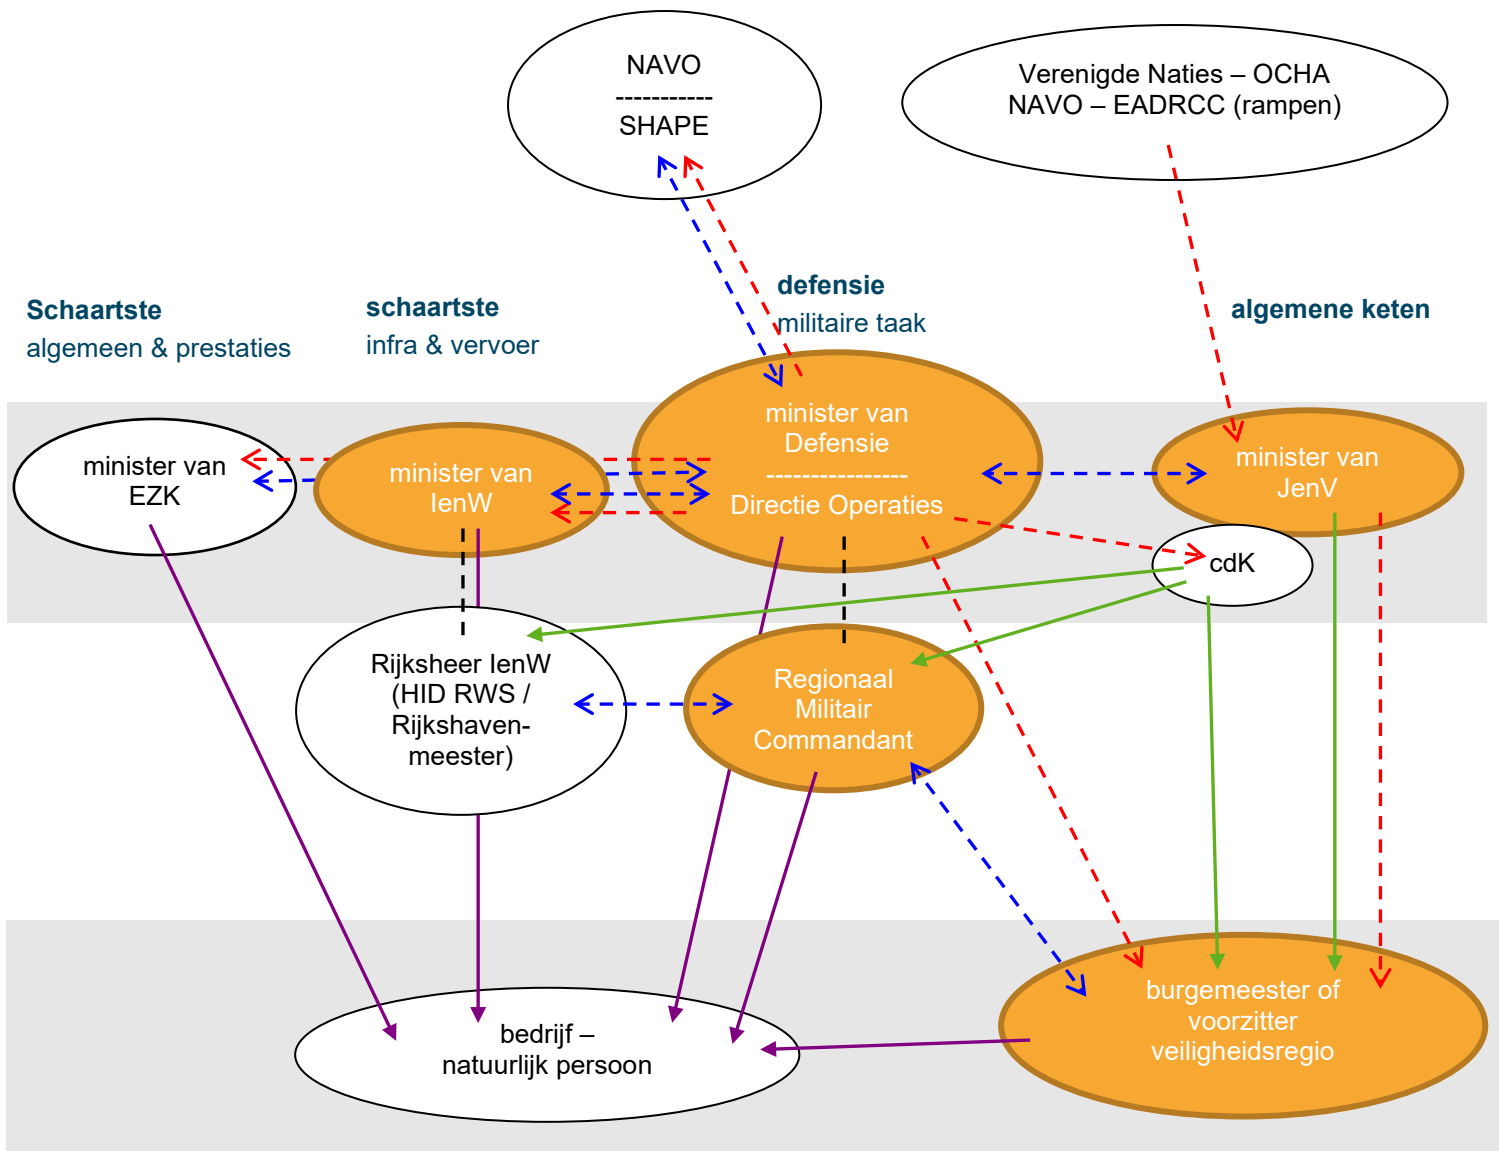 NAVO
-----------
SHAPE
Verenigde Naties – OCHA
NAVO – EADRCC (rampen)
Schaartste
algemeen & prestaties
schaartste
infra & vervoer
defensie
militaire taak
algemene keten
minister van
EZK
minister van
IenW
minister van
Defensie
----------------
Directie Operaties
minister van
JenV
cdK
Rijksheer IenW
(HID RWS /
Rijkshaven-
meester)
Regionaal
Militair
Commandant
bedrijf –
natuurlijk persoon
burgemeester of
voorzitter
veiligheidsregio